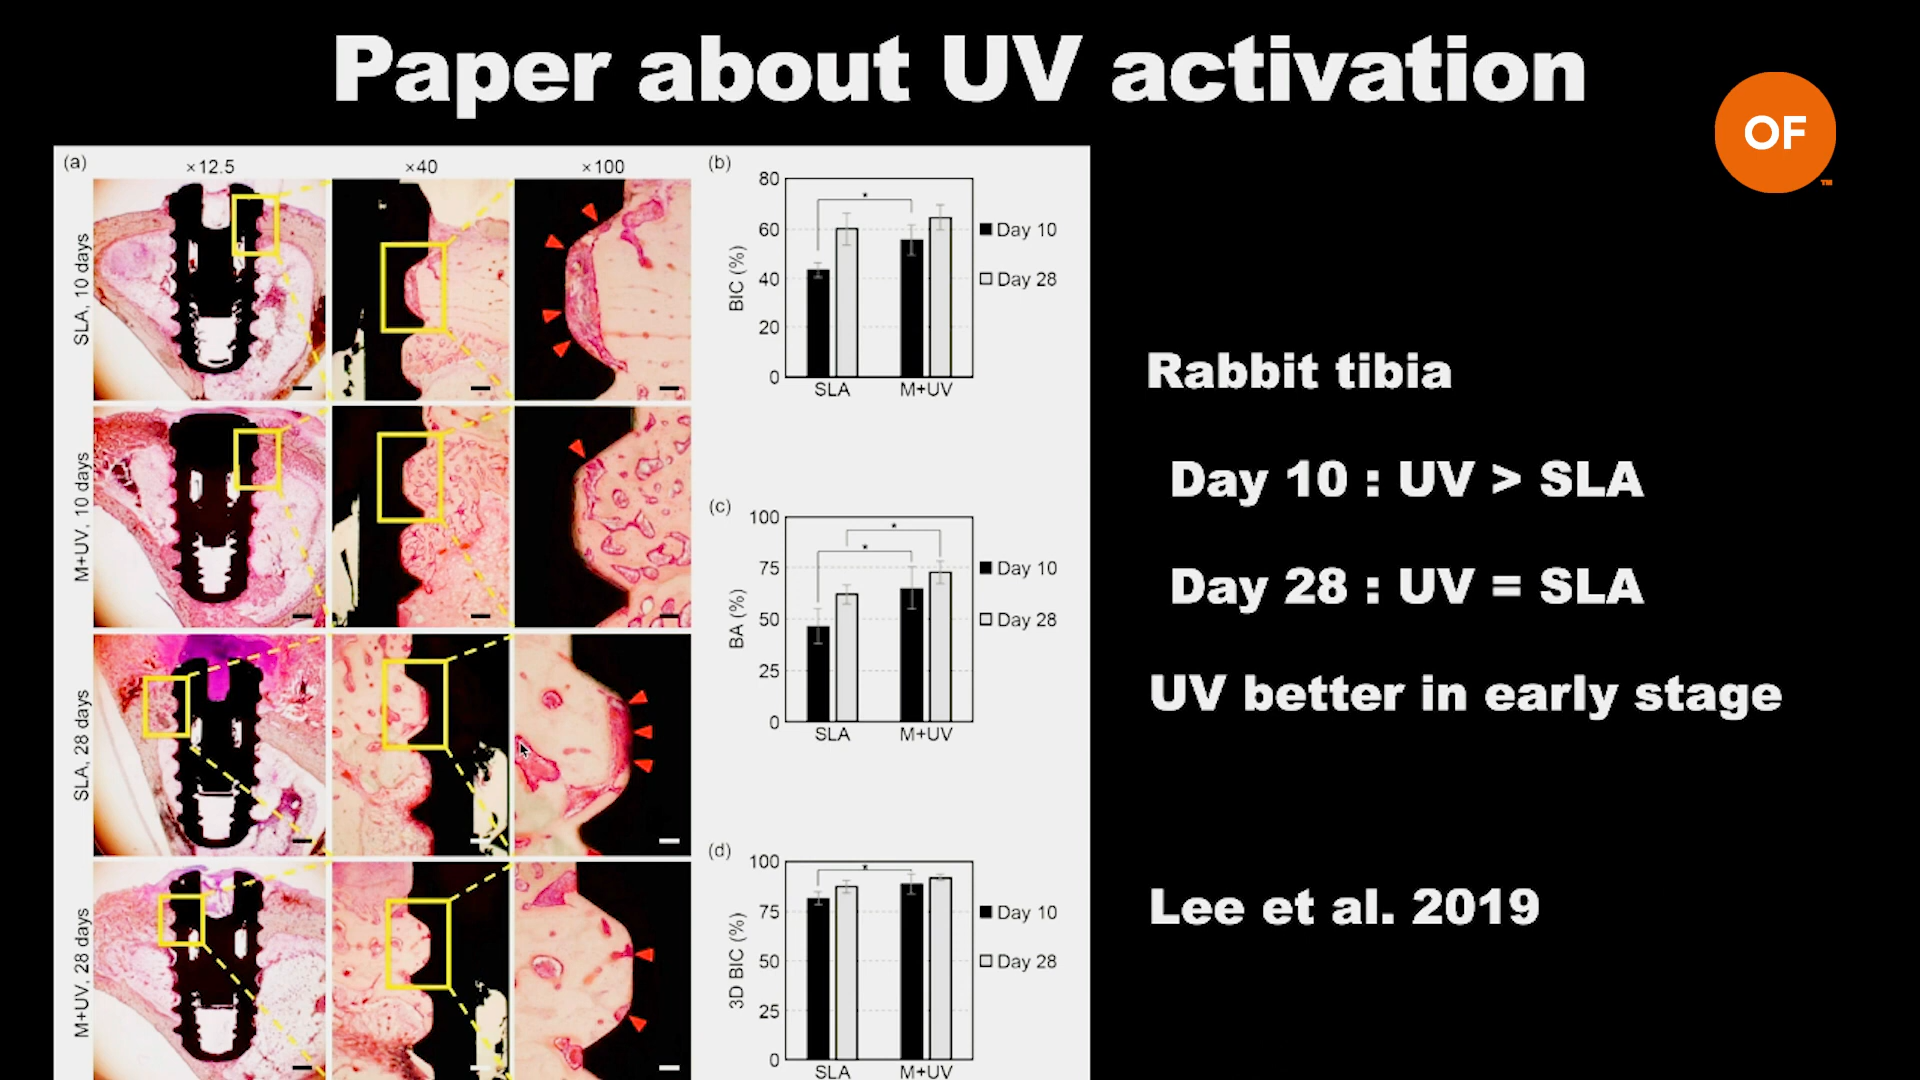 Paper about UV activation
OF
TM
(a)
×12.5
×40
×100
SLA, 10 days
M+UV, 10 days
SLA, 28 days
M+UV, 28 days
(b)
BIC (%)
80
60
40
20
0
*
SLA
M+UV
Day 10
Day 28
(c)
BA (%)
100
75
50
25
0
*
*
SLA
M+UV
Day 10
Day 28
(d)
3D BIC (%)
100
75
50
25
0
*
SLA
M+UV
Day 10
Day 28
Rabbit tibia
Day 10 : UV > SLA
Day 28 : UV = SLA
UV better in early stage
Lee et al. 2019